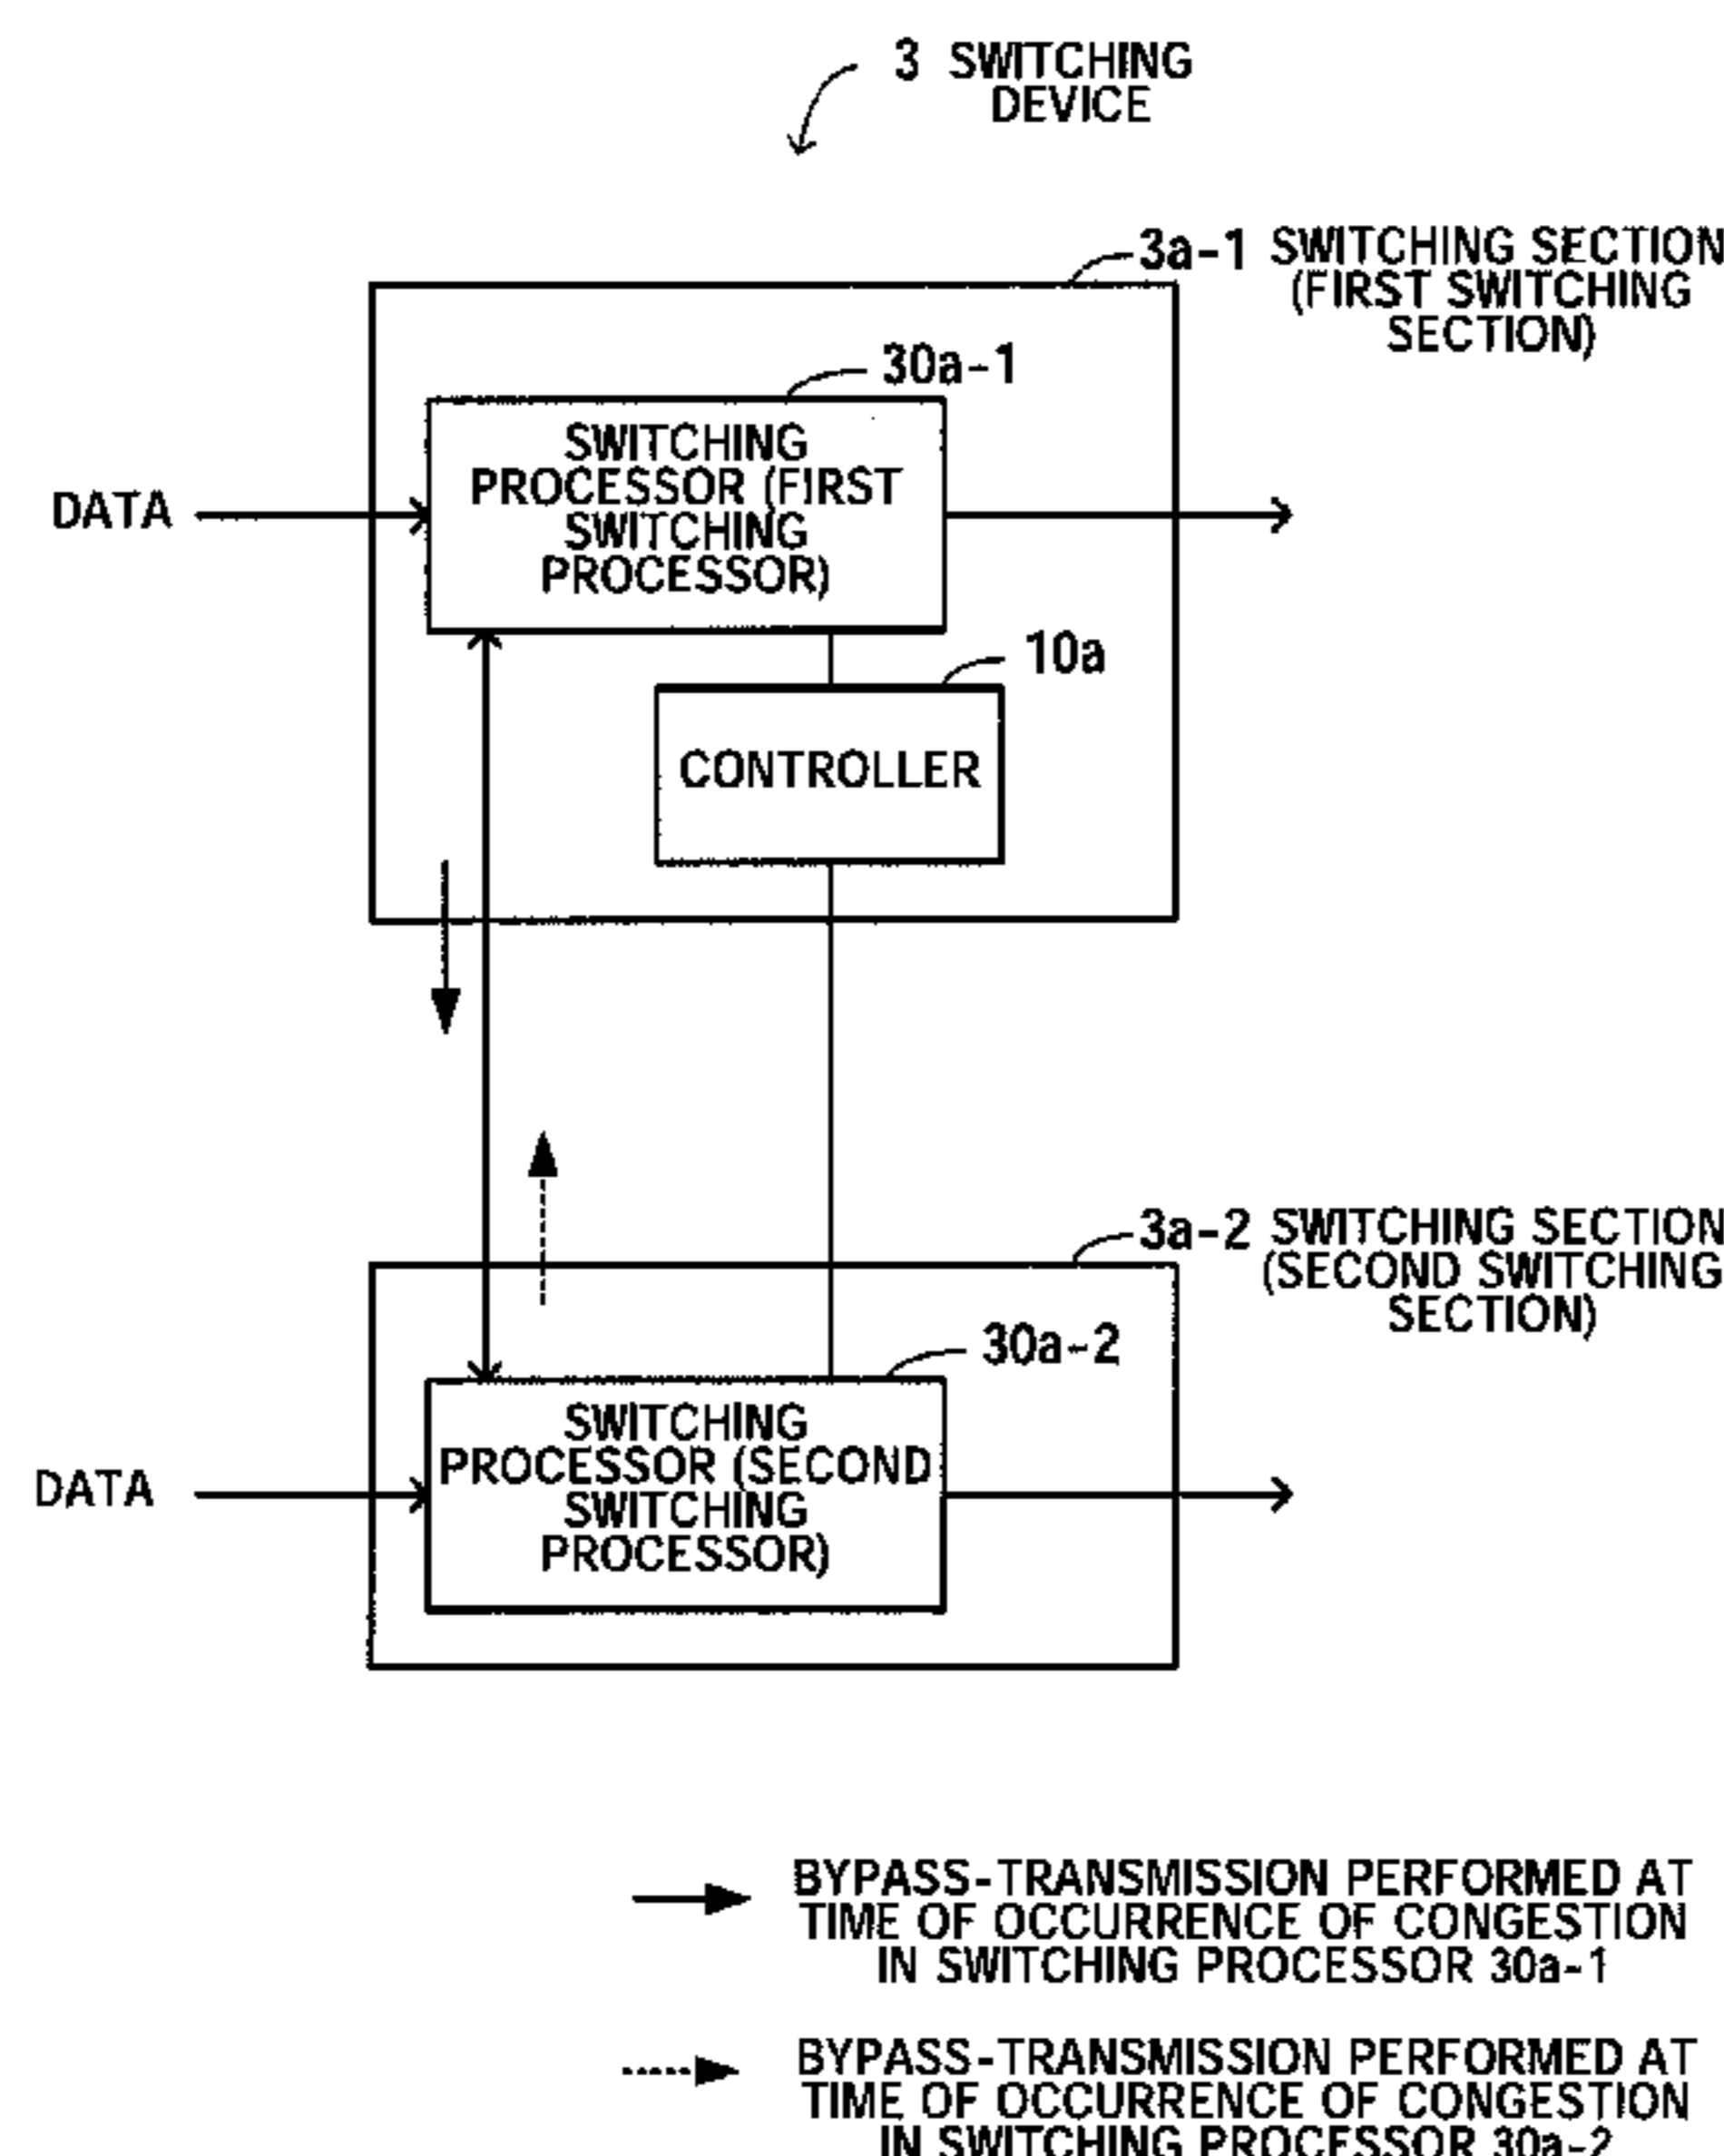 3 SWITCHING
DEVICE
3a-1 SWITCHING SECTION
(FIRST SWITCHING
SECTION)
30a-1
SWITCHING
PROCESSOR (FIRST
SWITCHING
PROCESSOR)
DATA
10a
CONTROLLER
3a-2 SWITCHING SECTION
(SECOND SWITCHING
SECTION)
30a-2
SWITCHING
PROCESSOR (SECOND
SWITCHING
PROCESSOR)
DATA
BYPASS-TRANSMISSION PERFORMED AT
TIME OF OCCURRENCE OF CONGESTION
IN SWITCHING PROCESSOR 30a-1
BYPASS-TRANSMISSION PERFORMED AT
TIME OF OCCURRENCE OF CONGESTION
IN SWITCHING PROCESSOR 30a-2